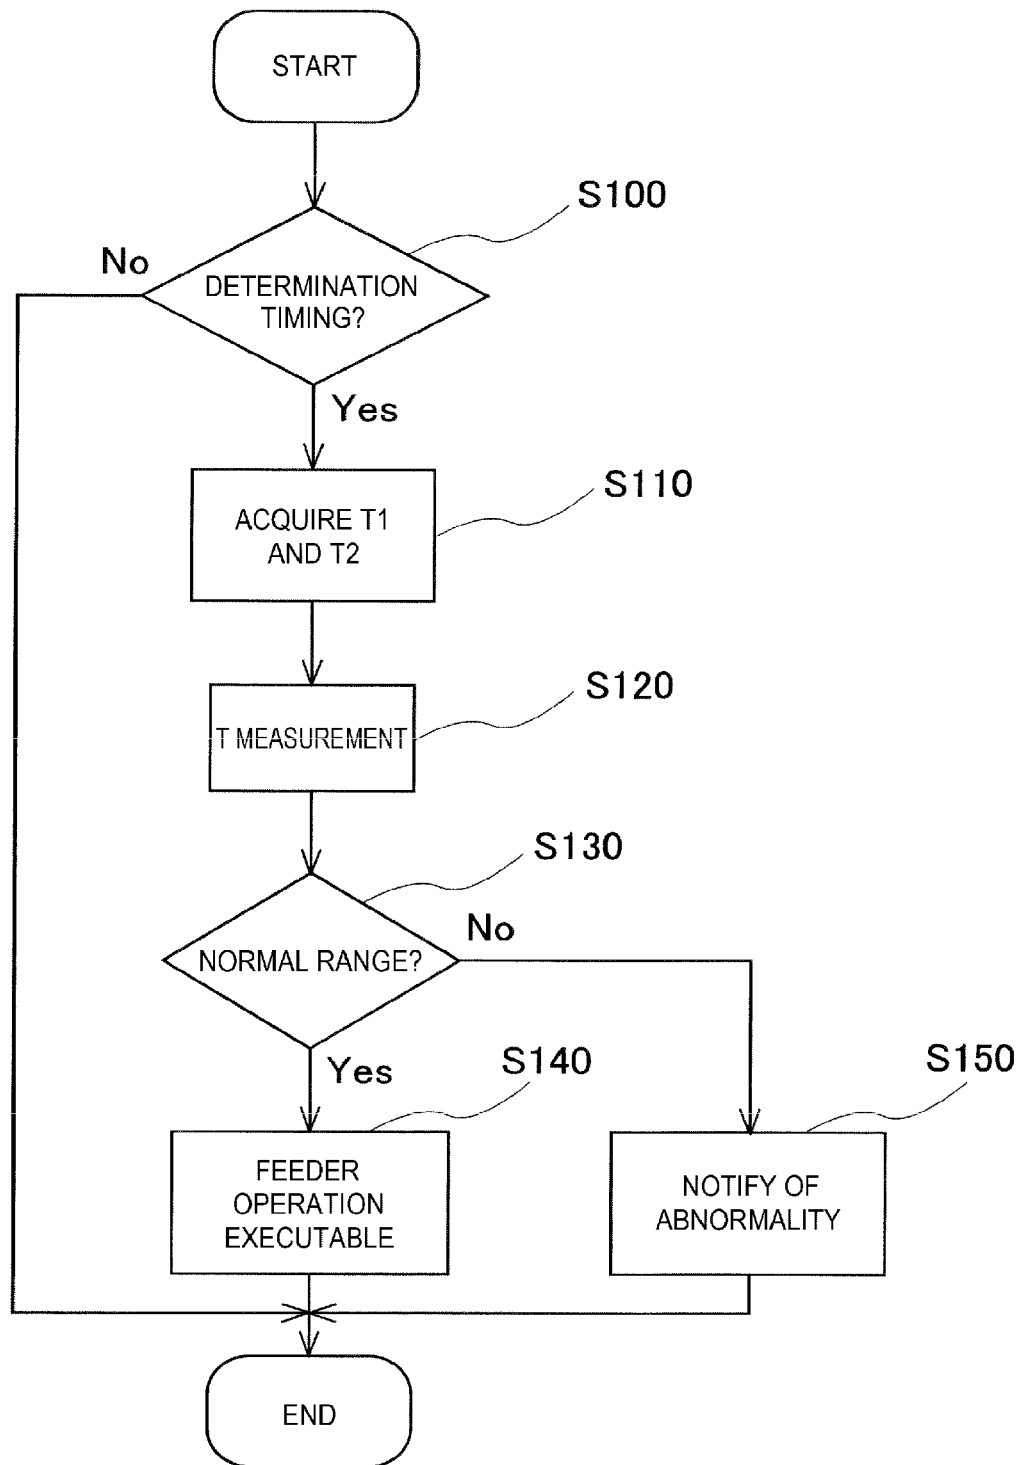 START
S100
No
DETERMINATION
TIMING?
Yes
S110
ACQUIRE T1
AND T2
S120
T MEASUREMENT
S130
No
NORMAL RANGE?
Yes
S140
S150
FEEDER
OPERATION
EXECUTABLE
NOTIFY OF
ABNORMALITY
END